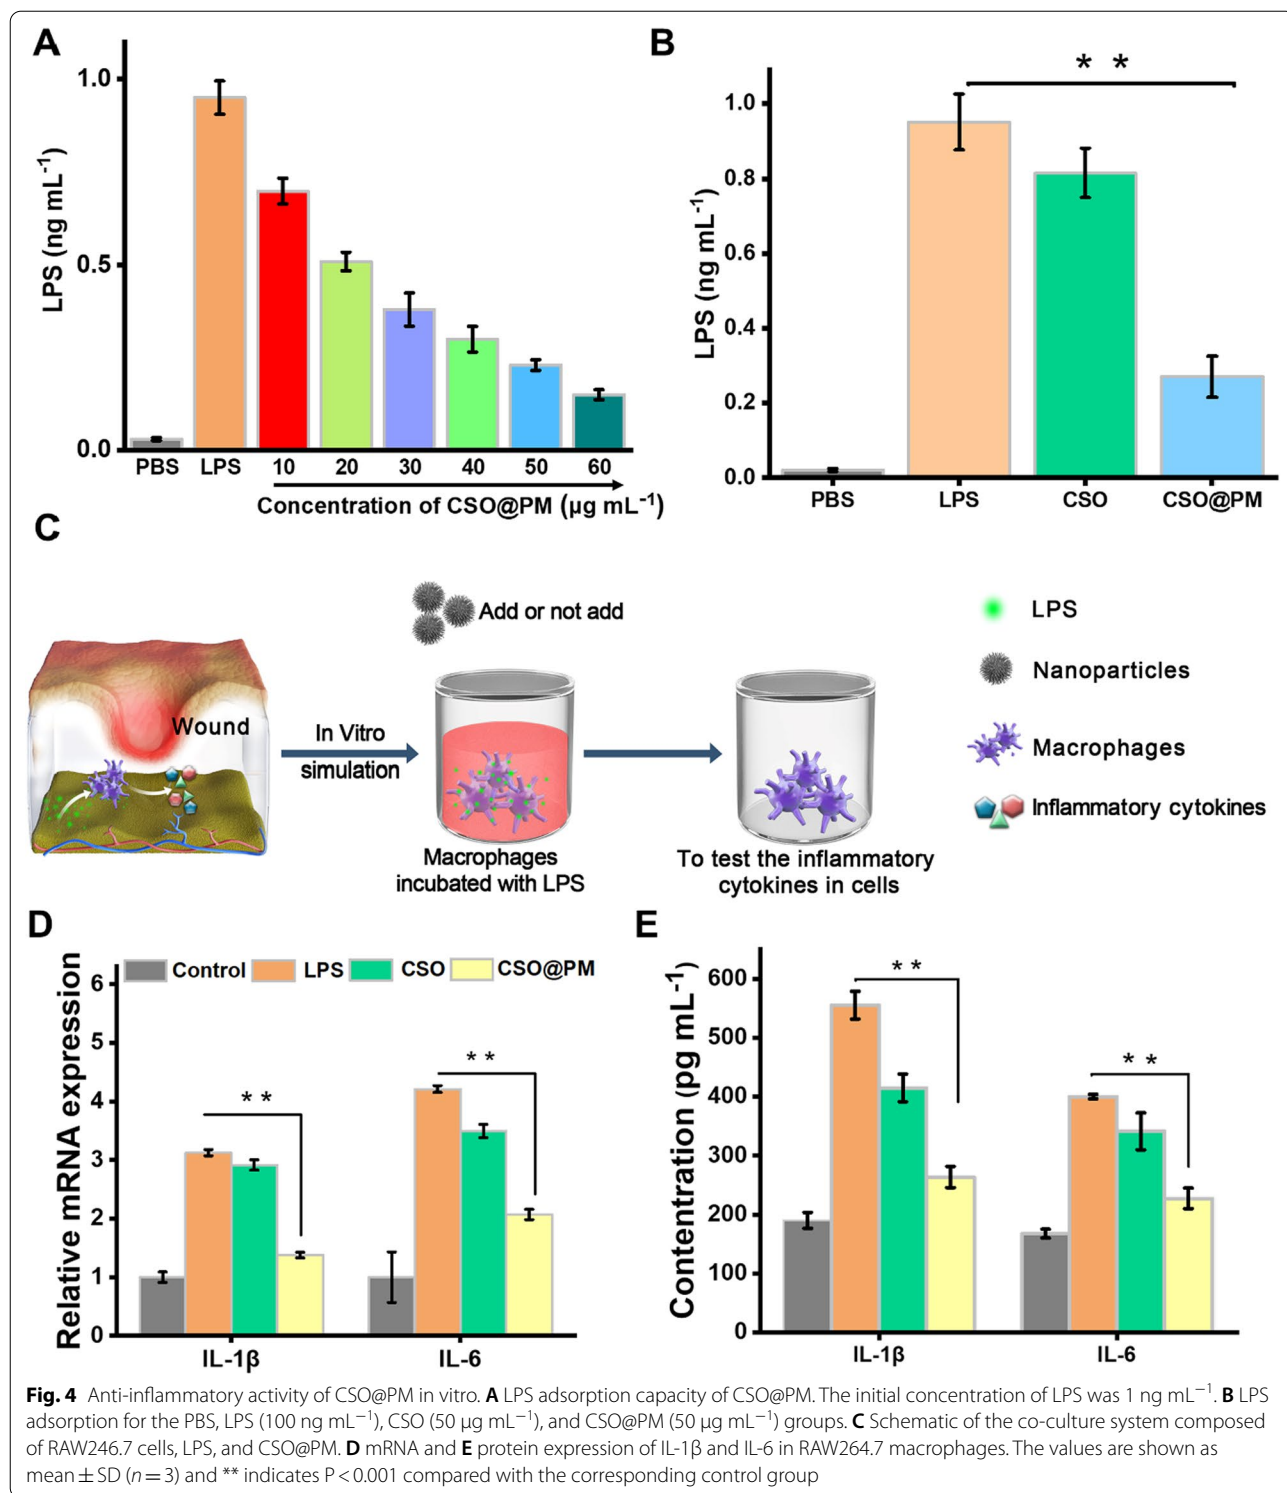 A
LPS (ng mL⁻¹)
1.0
0.5
0.0
PBS LPS 10 20 30 40 50 60
Concentration of CSO@PM (µg mL⁻¹)
B
* *
LPS (ng mL⁻¹)
1.0
0.8
0.6
0.4
0.2
0.0
PBS LPS CSO CSO@PM
C
Wound
In Vitro
simulation
Add or not add
Macrophages
incubated with LPS
To test the inflammatory
cytokines in cells
LPS
Nanoparticles
Macrophages
Inflammatory cytokines
D
Relative mRNA expression
Control LPS CSO CSO@PM
6
5
4
3
2
1
0
* *
* *
IL-1β IL-6
E
Contentration (pg mL⁻¹)
600
500
400
300
200
100
0
* *
* *
IL-1β IL-6
Fig. 4 Anti-inflammatory activity of CSO@PM in vitro. A LPS adsorption capacity of CSO@PM. The initial concentration of LPS was 1 ng mL⁻¹. B LPS
adsorption for the PBS, LPS (100 ng mL⁻¹), CSO (50 µg mL⁻¹), and CSO@PM (50 µg mL⁻¹) groups. C Schematic of the co-culture system composed
of RAW246.7 cells, LPS, and CSO@PM. D mRNA and E protein expression of IL-1β and IL-6 in RAW264.7 macrophages. The values are shown as
mean ± SD (n = 3) and ** indicates P < 0.001 compared with the corresponding control group